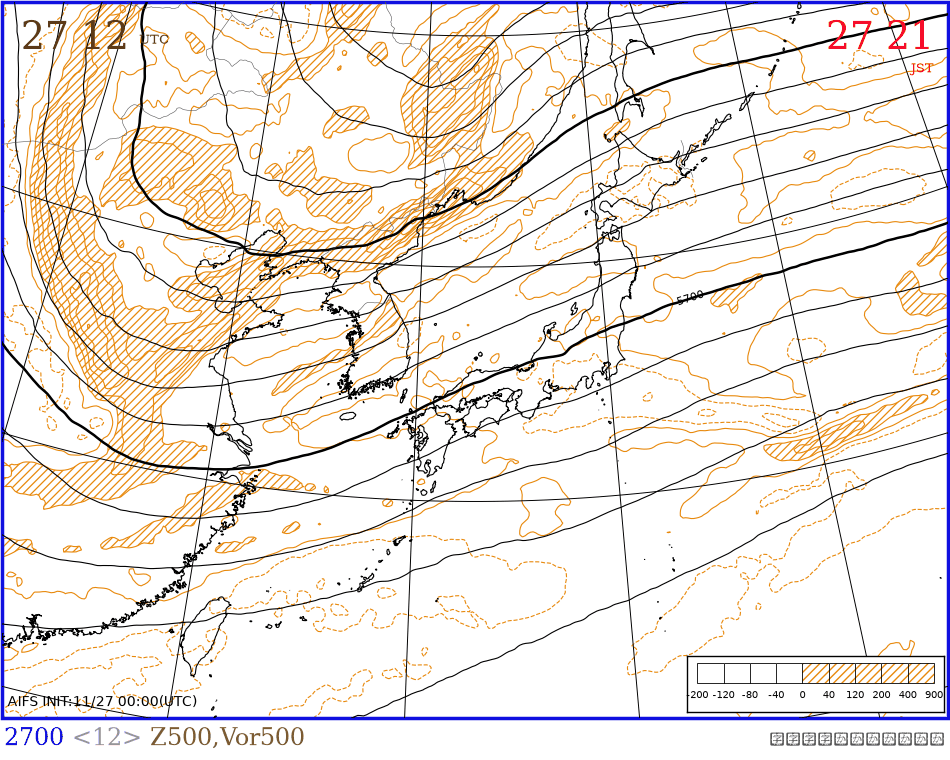 27 12 UTC 27 21 JST
5700
-200 -120 -80 -40 0 40 120 200 400 900
AIFS INIT:11/27 00:00(UTC)
2700 <12> Z500,Vor500